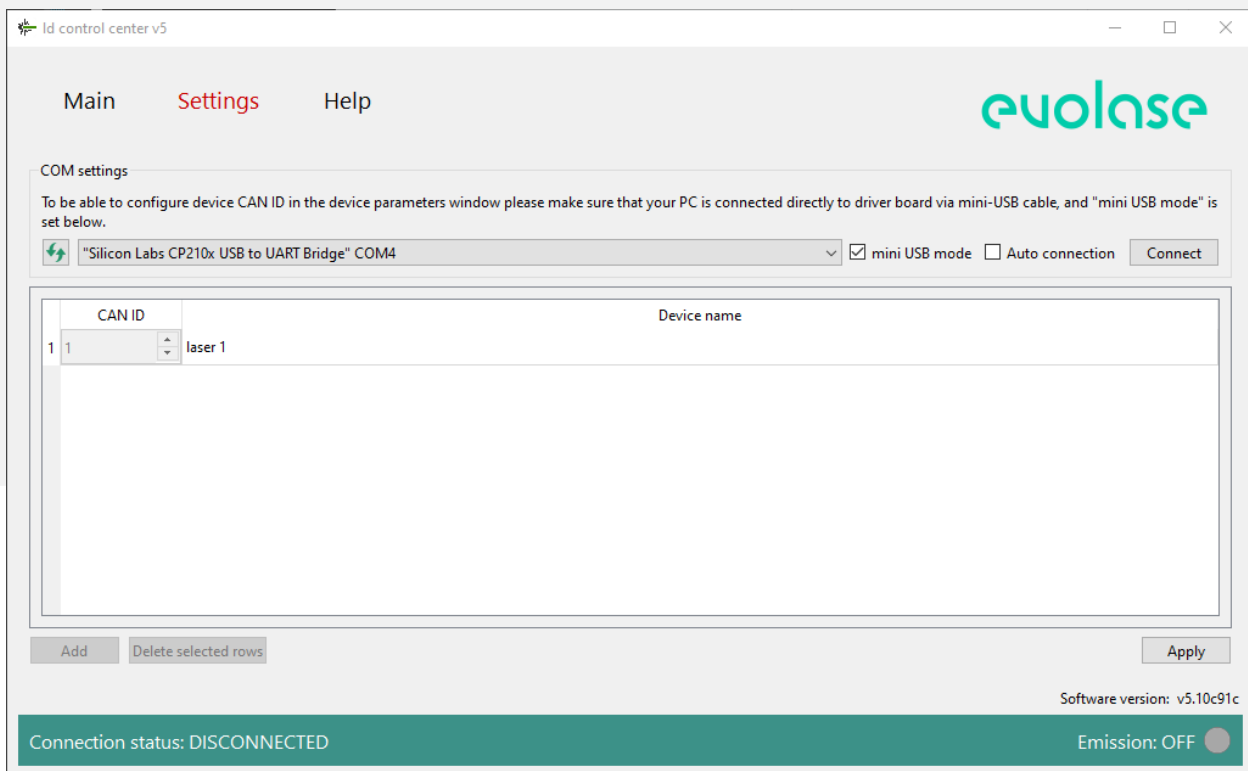 ld control center v5
Main Settings Help
evolase
COM settings
To be able to configure device CAN ID in the device parameters window please make sure that your PC is connected directly to driver board via mini-USB cable, and "mini USB mode" is
set below.
"Silicon Labs CP210x USB to UART Bridge" COM4 mini USB mode Auto connection Connect
CAN ID Device name
1 1 laser 1
Add Delete selected rows Apply
Software version: v5.10c91c
Connection status: DISCONNECTED Emission: OFF